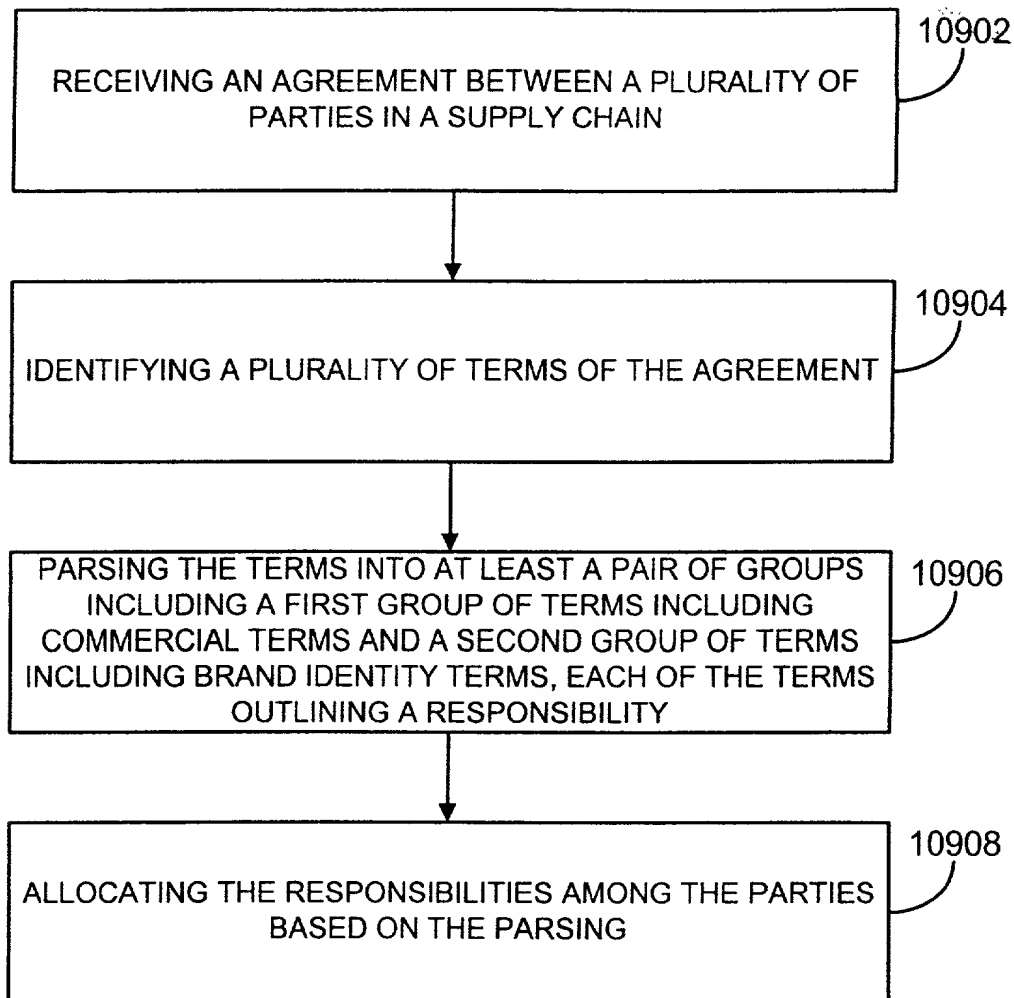 RECEIVING AN AGREEMENT BETWEEN A PLURALITY OF
PARTIES IN A SUPPLY CHAIN
10902
IDENTIFYING A PLURALITY OF TERMS OF THE AGREEMENT
10904
PARSING THE TERMS INTO AT LEAST A PAIR OF GROUPS
INCLUDING A FIRST GROUP OF TERMS INCLUDING
COMMERCIAL TERMS AND A SECOND GROUP OF TERMS
INCLUDING BRAND IDENTITY TERMS, EACH OF THE TERMS
OUTLINING A RESPONSIBILITY
10906
ALLOCATING THE RESPONSIBILITIES AMONG THE PARTIES
BASED ON THE PARSING
10908